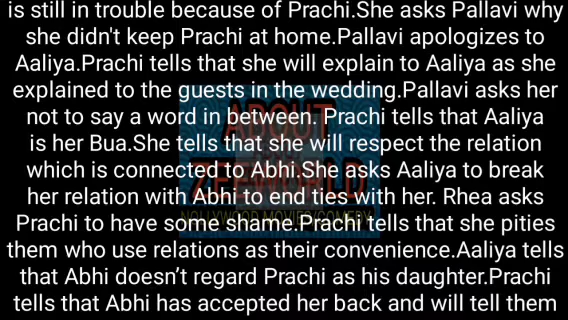 is still in trouble because of Prachi.She asks Pallavi why
she didn't keep Prachi at home.Pallavi apologizes to
Aaliya.Prachi tells that she will explain to Aaliya as she
explained to the guests in the wedding.Pallavi asks her
not to say a word in between. Prachi tells that Aaliya
is her Bua.She tells that she will respect the relation
which is connected to Abhi.She asks Aaliya to break
her relation with Abhi to end ties with her. Rhea asks
Prachi to have some shame.Prachi tells that she pities
them who use relations as their convenience.Aaliya tells
that Abhi doesn’t regard Prachi as his daughter.Prachi
tells that Abhi has accepted her back and will tell them
ABOUT
ZEEWORLD
NOLLYWOOD MOVIES/COMEDY